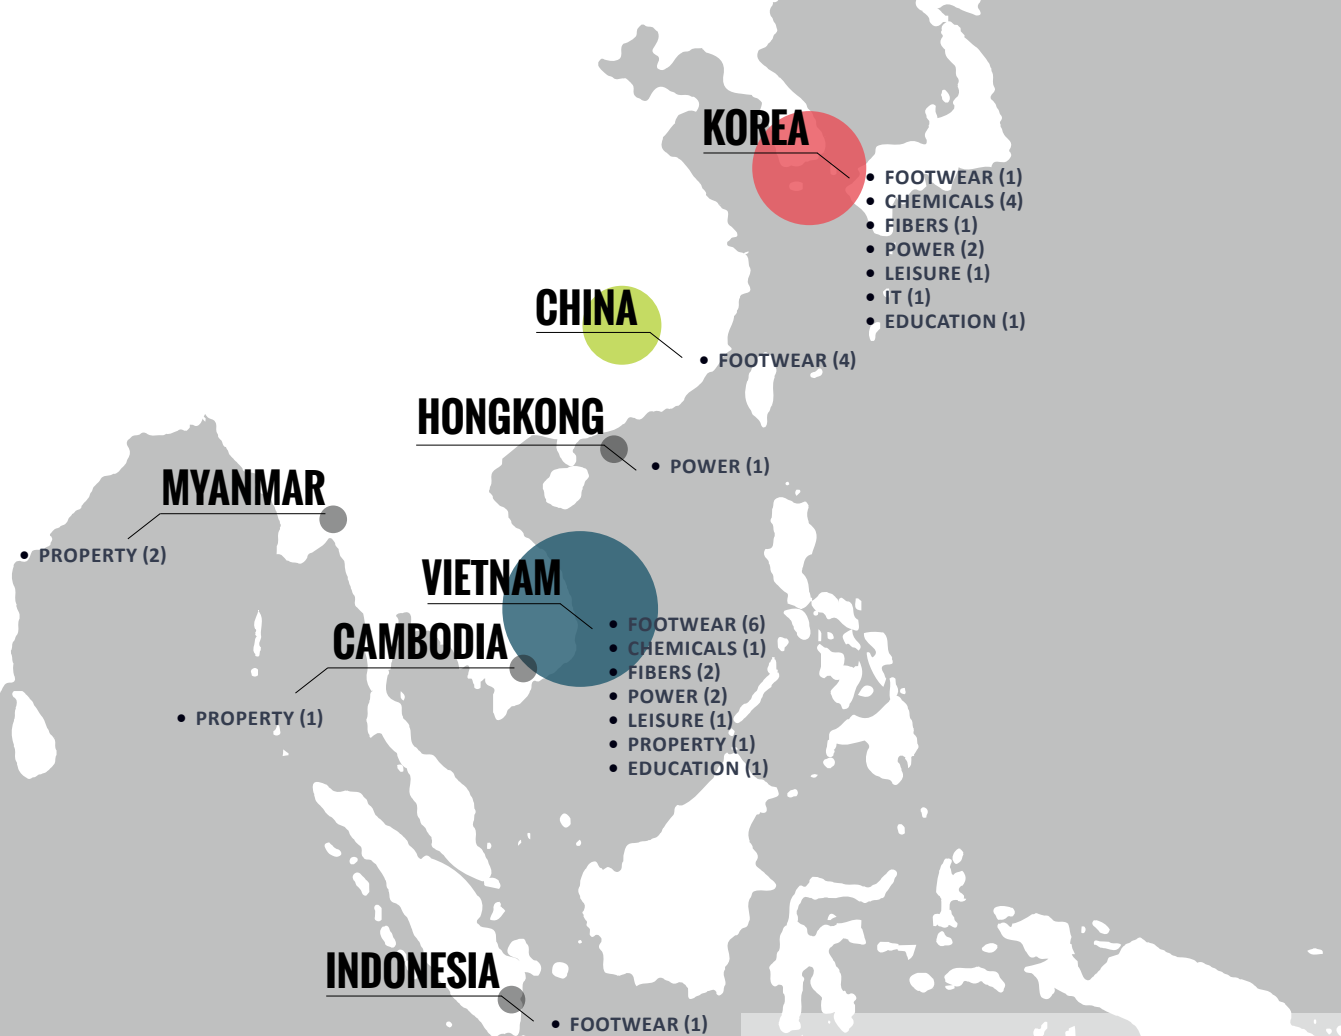 KOREA
• FOOTWEAR (1)
• CHEMICALS (4)
• FIBERS (1)
• POWER (2)
• LEISURE (1)
• IT (1)
• EDUCATION (1)
CHINA
• FOOTWEAR (4)
HONGKONG
• POWER (1)
MYANMAR
• PROPERTY (2)
VIETNAM
• FOOTWEAR (6)
• CHEMICALS (1)
• FIBERS (2)
• POWER (2)
• LEISURE (1)
• PROPERTY (1)
• EDUCATION (1)
CAMBODIA
• PROPERTY (1)
INDONESIA
• FOOTWEAR (1)